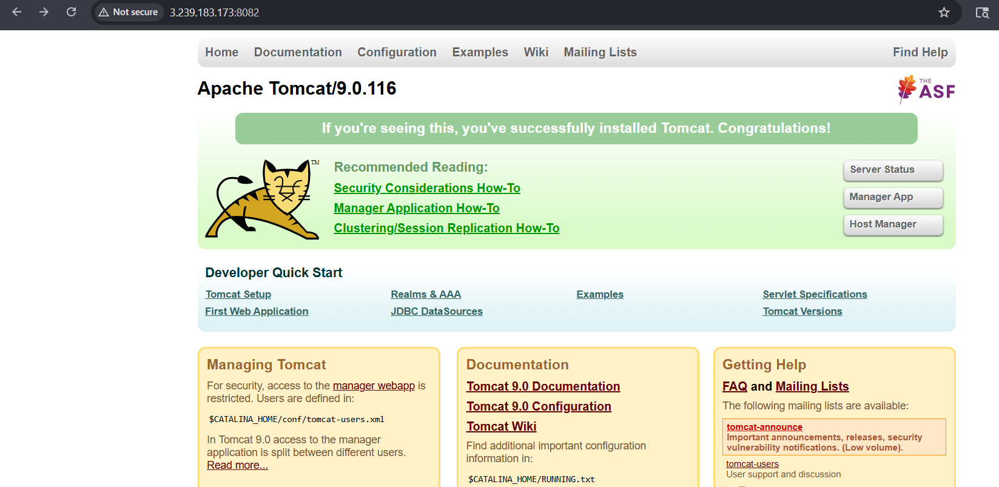 Not secure 3.239.183.173:8082
Home Documentation Configuration Examples Wiki Mailing Lists Find Help
Apache Tomcat/9.0.116
THE
ASF
If you're seeing this, you've successfully installed Tomcat. Congratulations!
TM
Recommended Reading:
Security Considerations How-To
Manager Application How-To
Clustering/Session Replication How-To
Server Status
Manager App
Host Manager
Developer Quick Start
Tomcat Setup
First Web Application
Realms & AAA
JDBC DataSources
Examples
Servlet Specifications
Tomcat Versions
Managing Tomcat
For security, access to the manager webapp is
restricted. Users are defined in:
$CATALINA_HOME/conf/tomcat-users.xml
In Tomcat 9.0 access to the manager
application is split between different users.
Read more...
Documentation
Tomcat 9.0 Documentation
Tomcat 9.0 Configuration
Tomcat Wiki
Find additional important configuration
information in:
$CATALINA_HOME/RUNNING.txt
Getting Help
FAQ and Mailing Lists
The following mailing lists are available:
tomcat-announce
Important announcements, releases, security
vulnerability notifications. (Low volume).
tomcat-users
User support and discussion